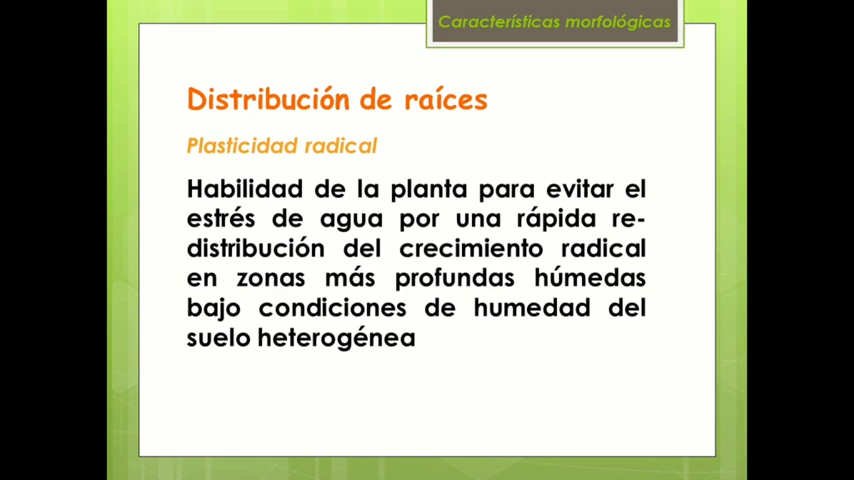 Características morfológicas
Distribución de raíces
Plasticidad radical
Habilidad de la planta para evitar el
estrés de agua por una rápida re-
distribución del crecimiento radical
en zonas más profundas húmedas
bajo condiciones de humedad del
suelo heterogénea